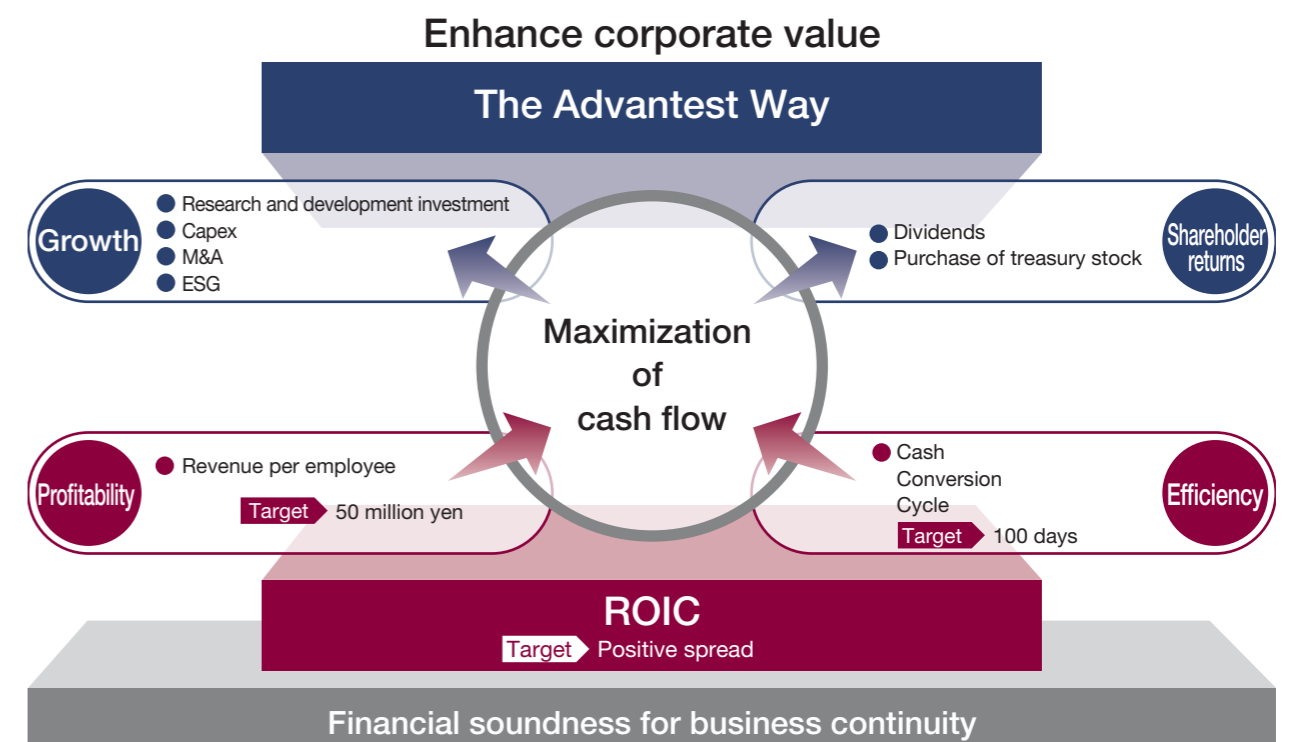 Enhance corporate value
The Advantest Way
Growth
Research and development investment
Capex
M&A
ESG
Dividends
Purchase of treasury stock
Shareholder
returns
Maximization
of
cash flow
Profitability
Revenue per employee
Target 50 million yen
Cash
Conversion
Cycle
Target 100 days
Efficiency
ROIC
Target Positive spread
Financial soundness for business continuity